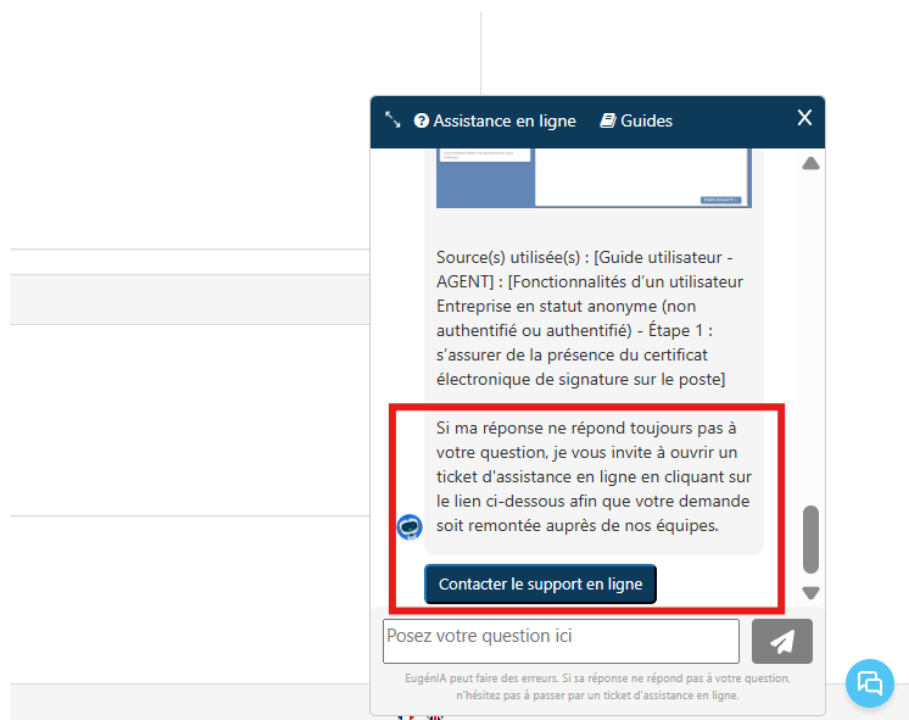 Assistance en ligne Guides X
Source(s) utilisée(s) : [Guide utilisateur -
AGENT] : [Fonctionnalités d'un utilisateur
Entreprise en statut anonyme (non
authentifié ou authentifié) - Étape 1 :
s'assurer de la présence du certificat
électronique de signature sur le poste]
Si ma réponse ne répond toujours pas à
votre question, je vous invite à ouvrir un
ticket d'assistance en ligne en cliquant sur
le lien ci-dessous afin que votre demande
soit remontée auprès de nos équipes.
Contacter le support en ligne
Posez votre question ici
EugénIA peut faire des erreurs. Si sa réponse ne répond pas à votre question,
n'hésitez pas à passer par un ticket d'assistance en ligne.